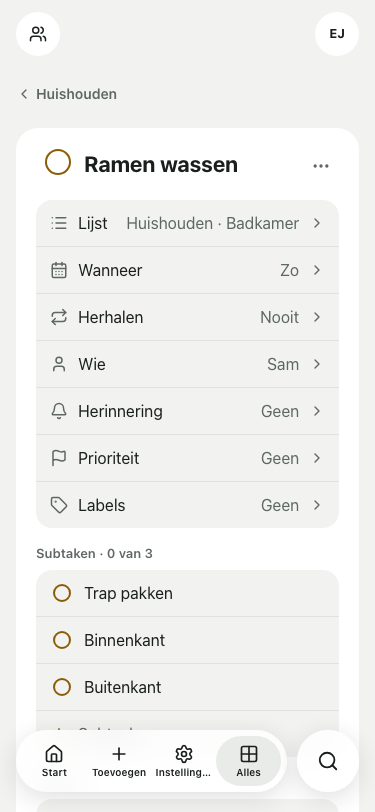 EJ
Huishouden
Ramen wassen
Lijst Huishouden · Badkamer
Wanneer Zo
Herhalen Nooit
Wie Sam
Herinnering Geen
Prioriteit Geen
Labels Geen
Subtaken · 0 van 3
Trap pakken
Binnenkant
Buitenkant
Start Toevoegen Instelling... Alles